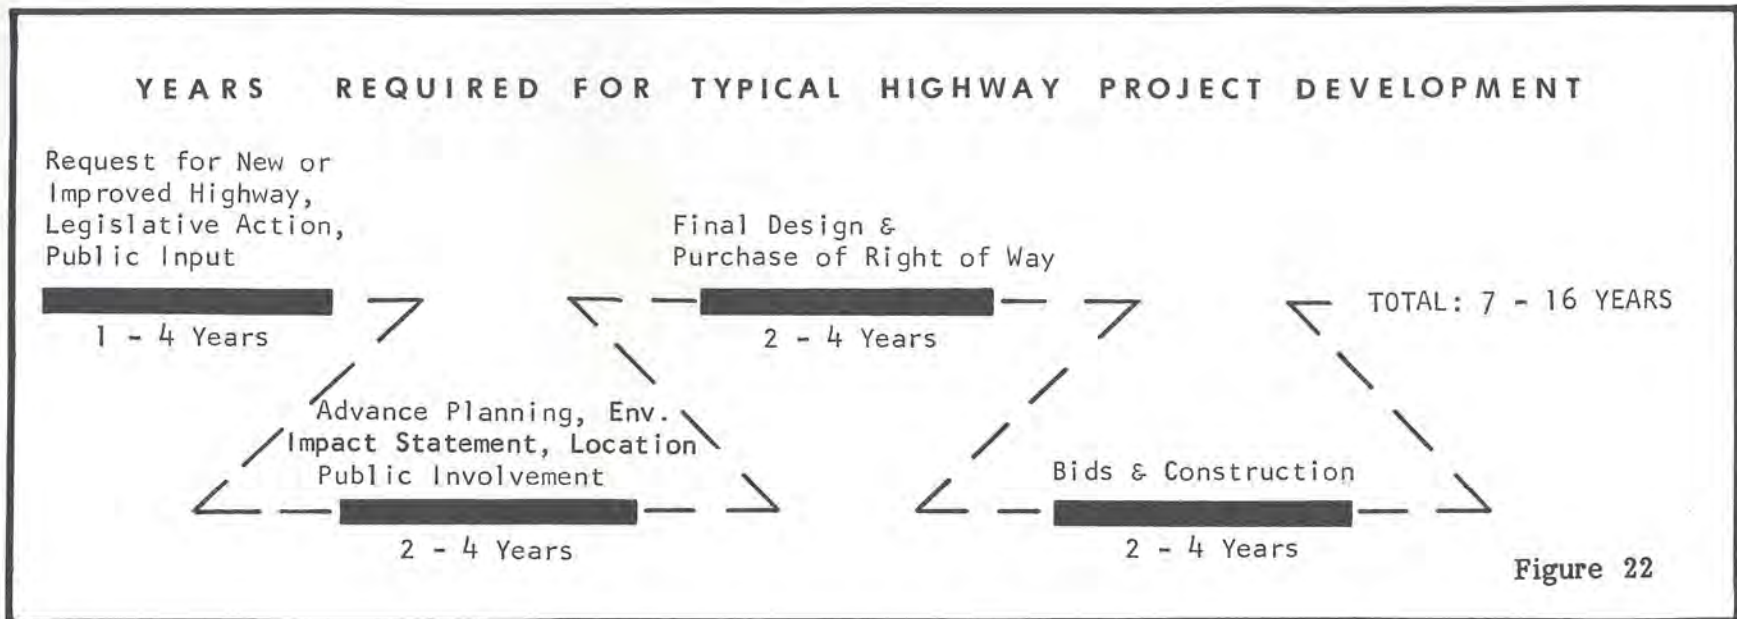 YEARS REQUIRED FOR TYPICAL HIGHWAY PROJECT DEVELOPMENT
Request for New or
Improved Highway,
Legislative Action,
Public Input
1 - 4 Years
Advance Planning, Env.
Impact Statement, Location
Public Involvement
2 - 4 Years
Final Design &
Purchase of Right of Way
2 - 4 Years
Bids & Construction
2 - 4 Years
TOTAL: 7 - 16 YEARS
Figure 22